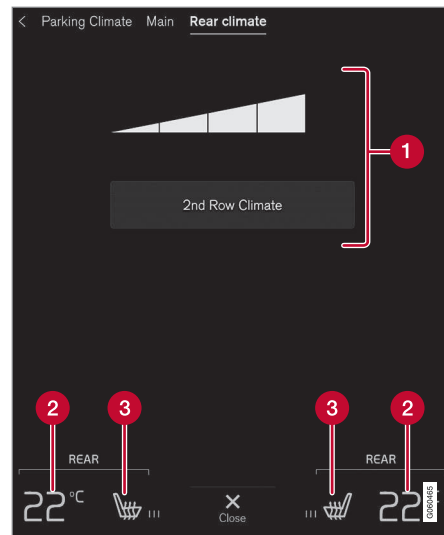 < Parking Climate Main Rear climate
1
2nd Row Climate
2 3 3 2
REAR REAR
22 °C 22
Close
G060465